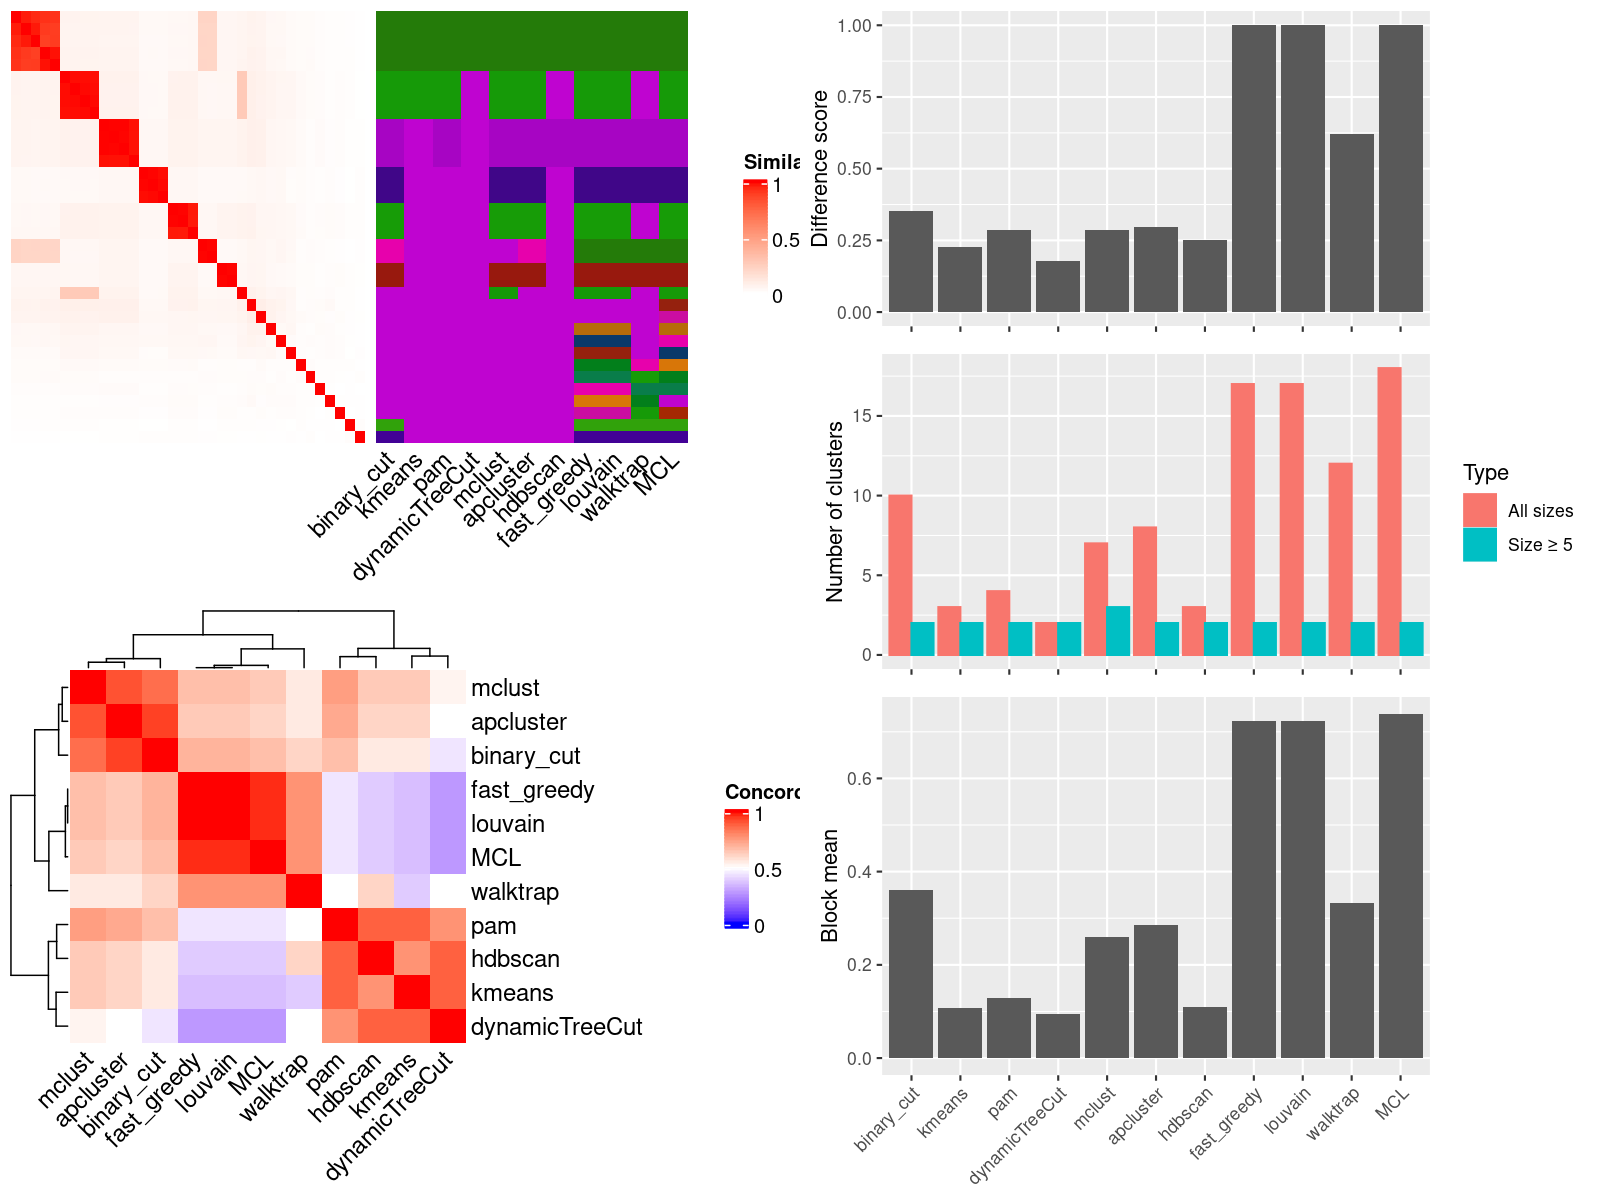 Simila
1
0.5
0
binary_cut
kmeans
pam
dynamicTreeCut
mclust
apcluster
hdbscan
fast_greedy
louvain
walktrap
MCL
mclust
apcluster
binary_cut
fast_greedy
louvain
MCL
walktrap
pam
hdbscan
kmeans
dynamicTreeCut
mclust
apcluster
binary_cut
fast_greedy
louvain
MCL
walktrap
pam
hdbscan
kmeans
dynamicTreeCut
Concord
1
0.5
0
Difference score
1.00
0.75
0.50
0.25
0.00
Number of clusters
15
10
5
0
Type
All sizes
Size ≥ 5
Block mean
0.6
0.4
0.2
0.0
binary_cut
kmeans
pam
dynamicTreeCut
mclust
apcluster
hdbscan
fast_greedy
louvain
walktrap
MCL